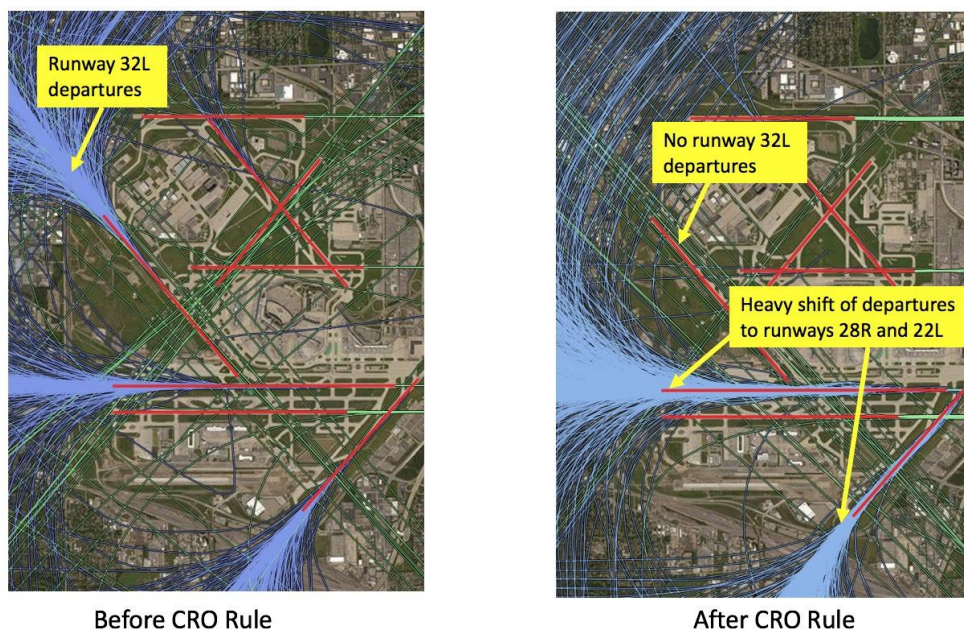 Runway 32L
departures
No runway 32L
departures
Heavy shift of departures
to runways 28R and 22L
Before CRO Rule
After CRO Rule